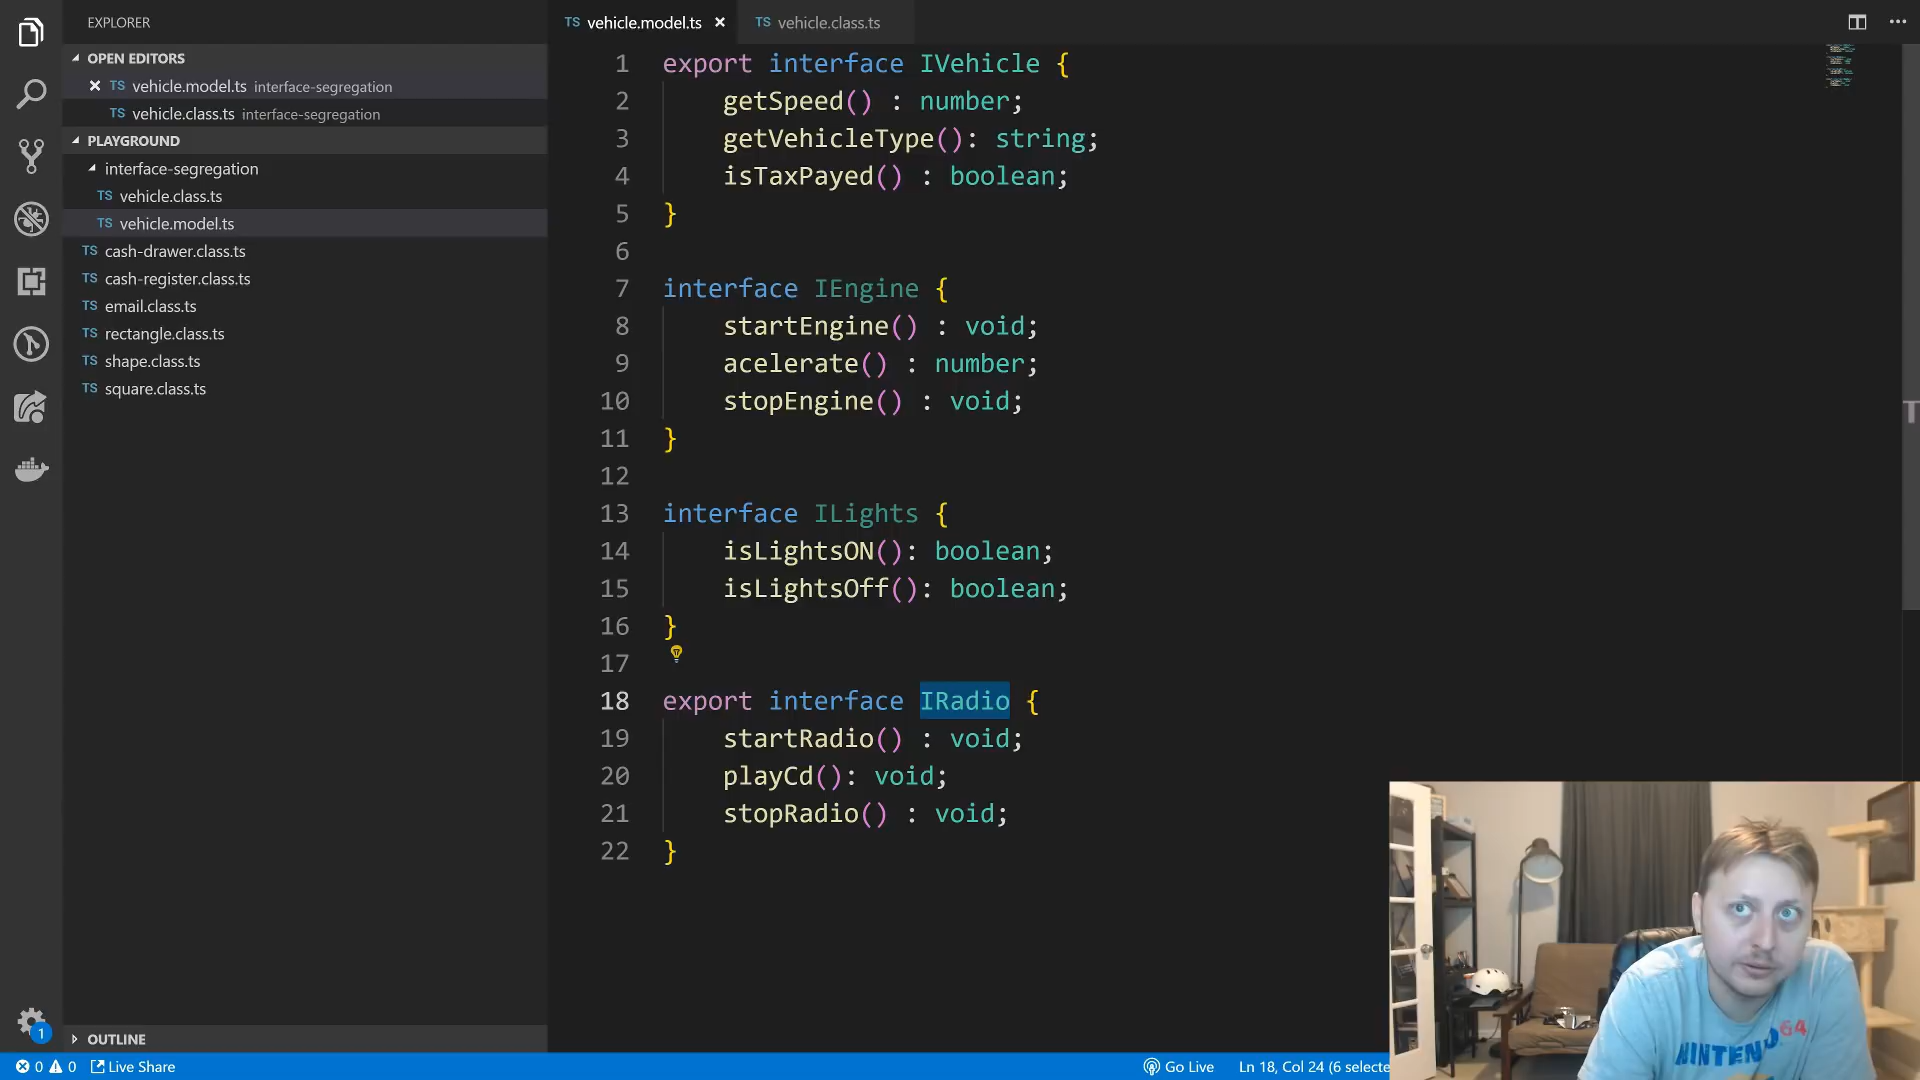 EXPLORER
OPEN EDITORS
TS vehicle.model.ts interface-segregation
TS vehicle.class.ts interface-segregation
PLAYGROUND
interface-segregation
TS vehicle.class.ts
TS vehicle.model.ts
TS cash-drawer.class.ts
TS cash-register.class.ts
TS email.class.ts
TS rectangle.class.ts
TS shape.class.ts
TS square.class.ts
OUTLINE
1
TS vehicle.model.ts
TS vehicle.class.ts
1 export interface IVehicle {
2 getSpeed() : number;
3 getVehicleType(): string;
4 isTaxPayed() : boolean;
5 }
6
7 interface IEngine {
8 startEngine() : void;
9 acelerate() : number;
10 stopEngine() : void;
11 }
12
13 interface ILights {
14 isLightsON(): boolean;
15 isLightsOff(): boolean;
16 }
17
18 export interface IRadio {
19 startRadio() : void;
20 playCd(): void;
21 stopRadio() : void;
22 }
NINTENDO 64
0 0 Live Share
Go Live Ln 18, Col 24 (6 selecte